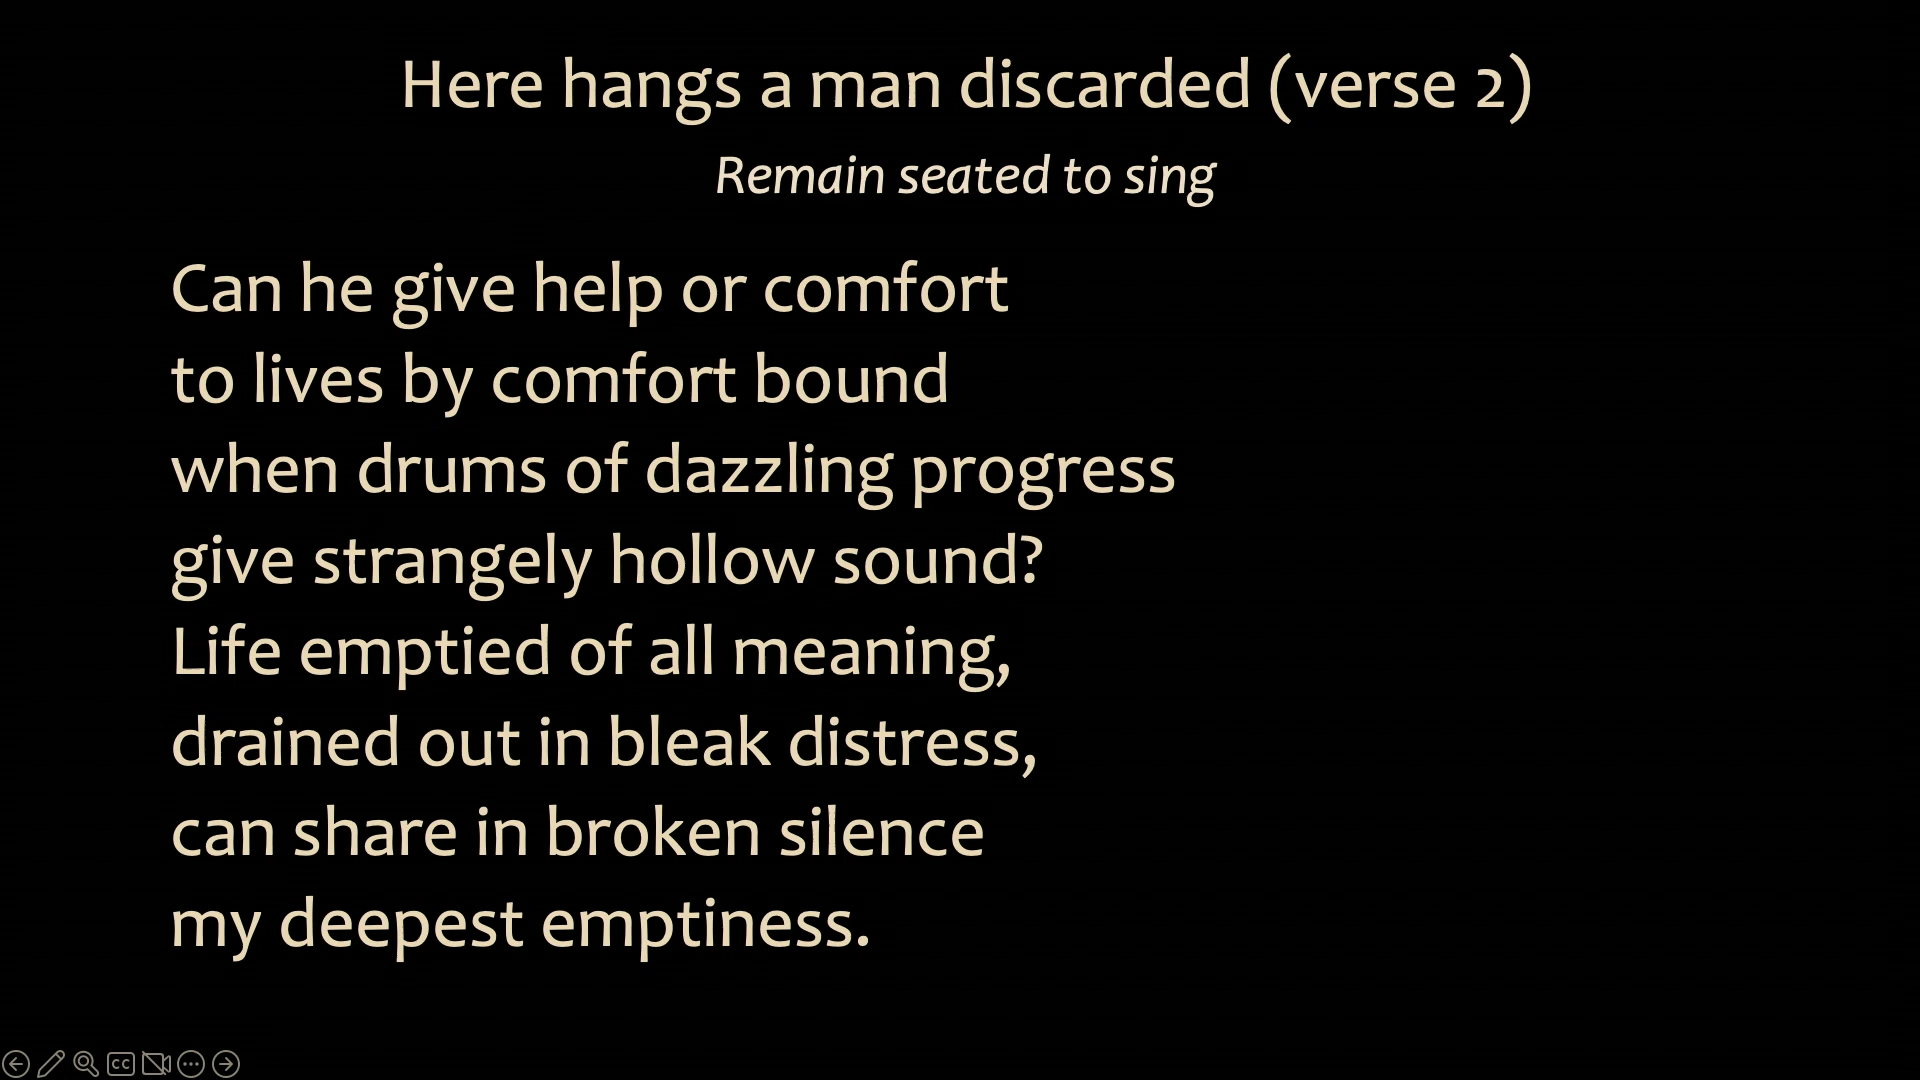 Here hangs a man discarded (verse 2)
Remain seated to sing
Can he give help or comfort
to lives by comfort bound
when drums of dazzling progress
give strangely hollow sound?
Life emptied of all meaning,
drained out in bleak distress,
can share in broken silence
my deepest emptiness.
CC